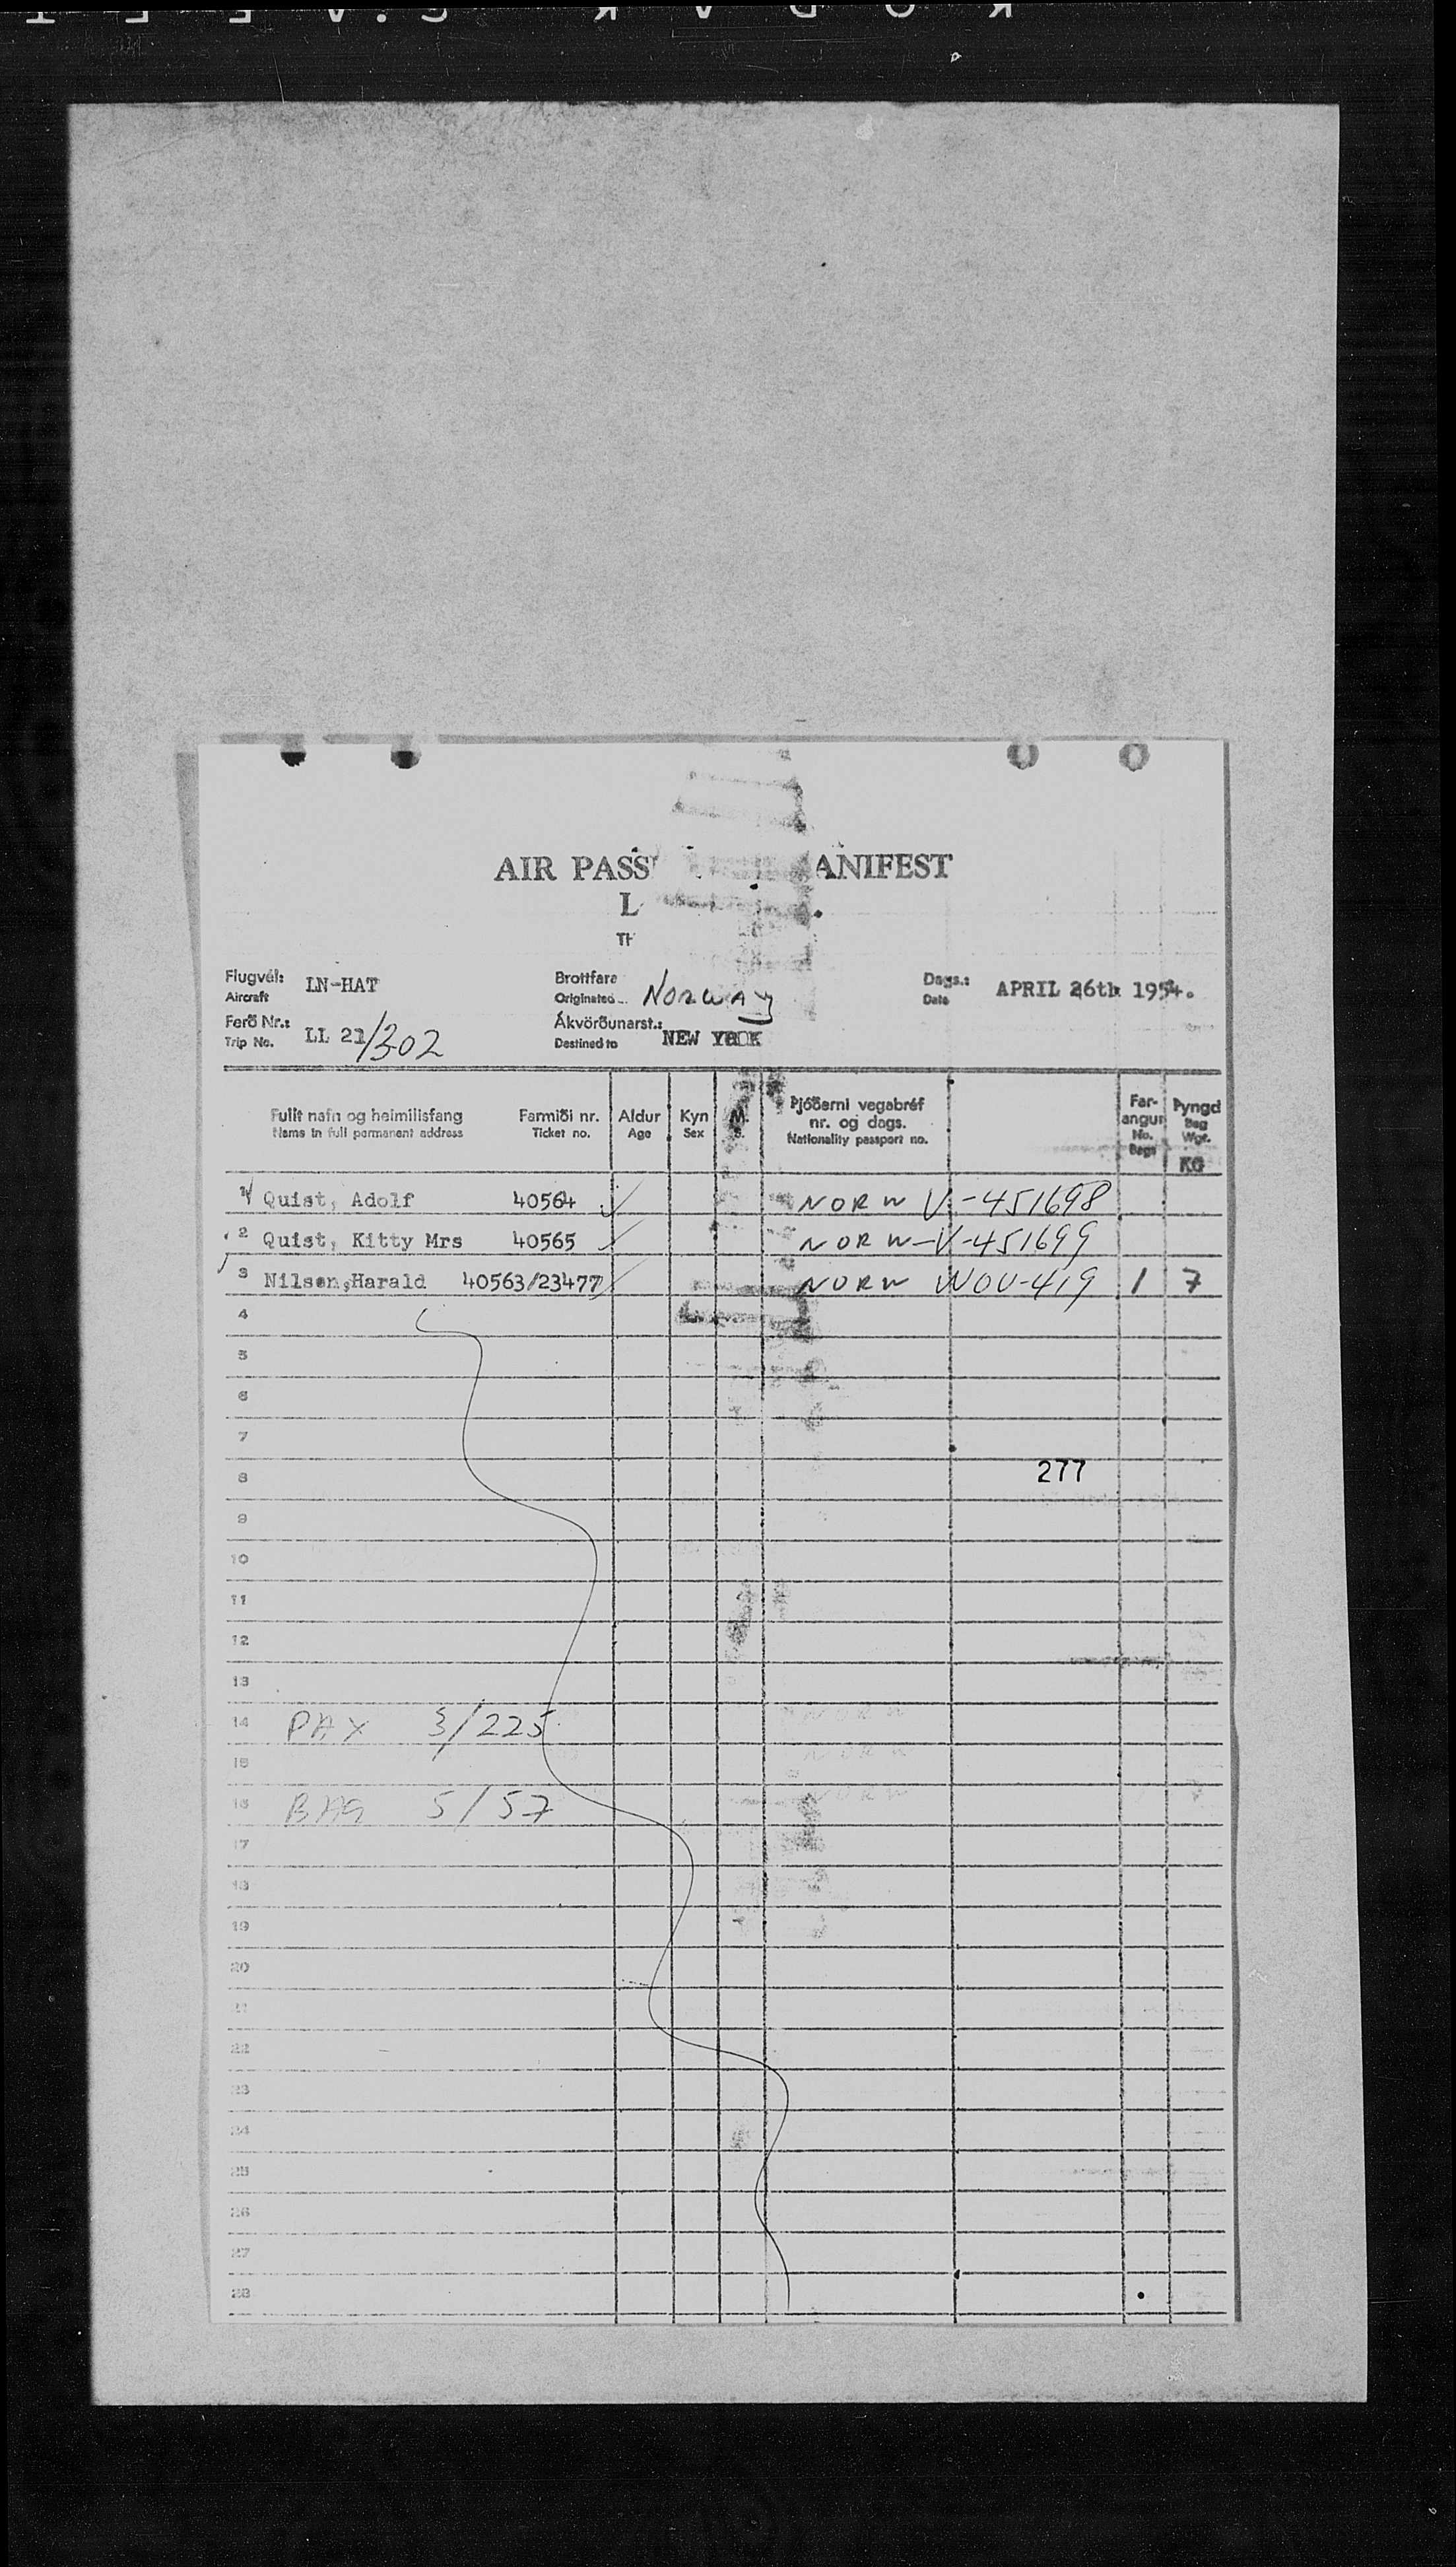 AIR PASS ANIFEST
L
TH
Flugvél: LN-HAT Brottfare Dags.: APRIL 26th 1954.
Aircraft Originated NORWAY Date
Ferð Nr.: LL 21/302 Ákvörðunarst.: NEW YROK
Trip No. Destined to
Fullt nafn og heimilisfang Farmiði nr. Aldur Kyn M. Þjóðerni vegabréf Far- Þyngd
Name in full permanent address Ticket no. Age Sex S. nr. og dags. angur Bag
Nationality passport no. No. Wgt.
Bags KG
1 Quist, Adolf 40564 NORW V-451698
2 Quist, Kitty Mrs 40565 NORW-V-451699
3 Nilsen,Harald 40563/23477 NORW WOU-419 1 7
4
5
6
7
8 277
9
10
11
12
13
14 PAX 3/225
15
16 BAG 5/57
17
18
19
20
21
22
23
24
25
26
27
28